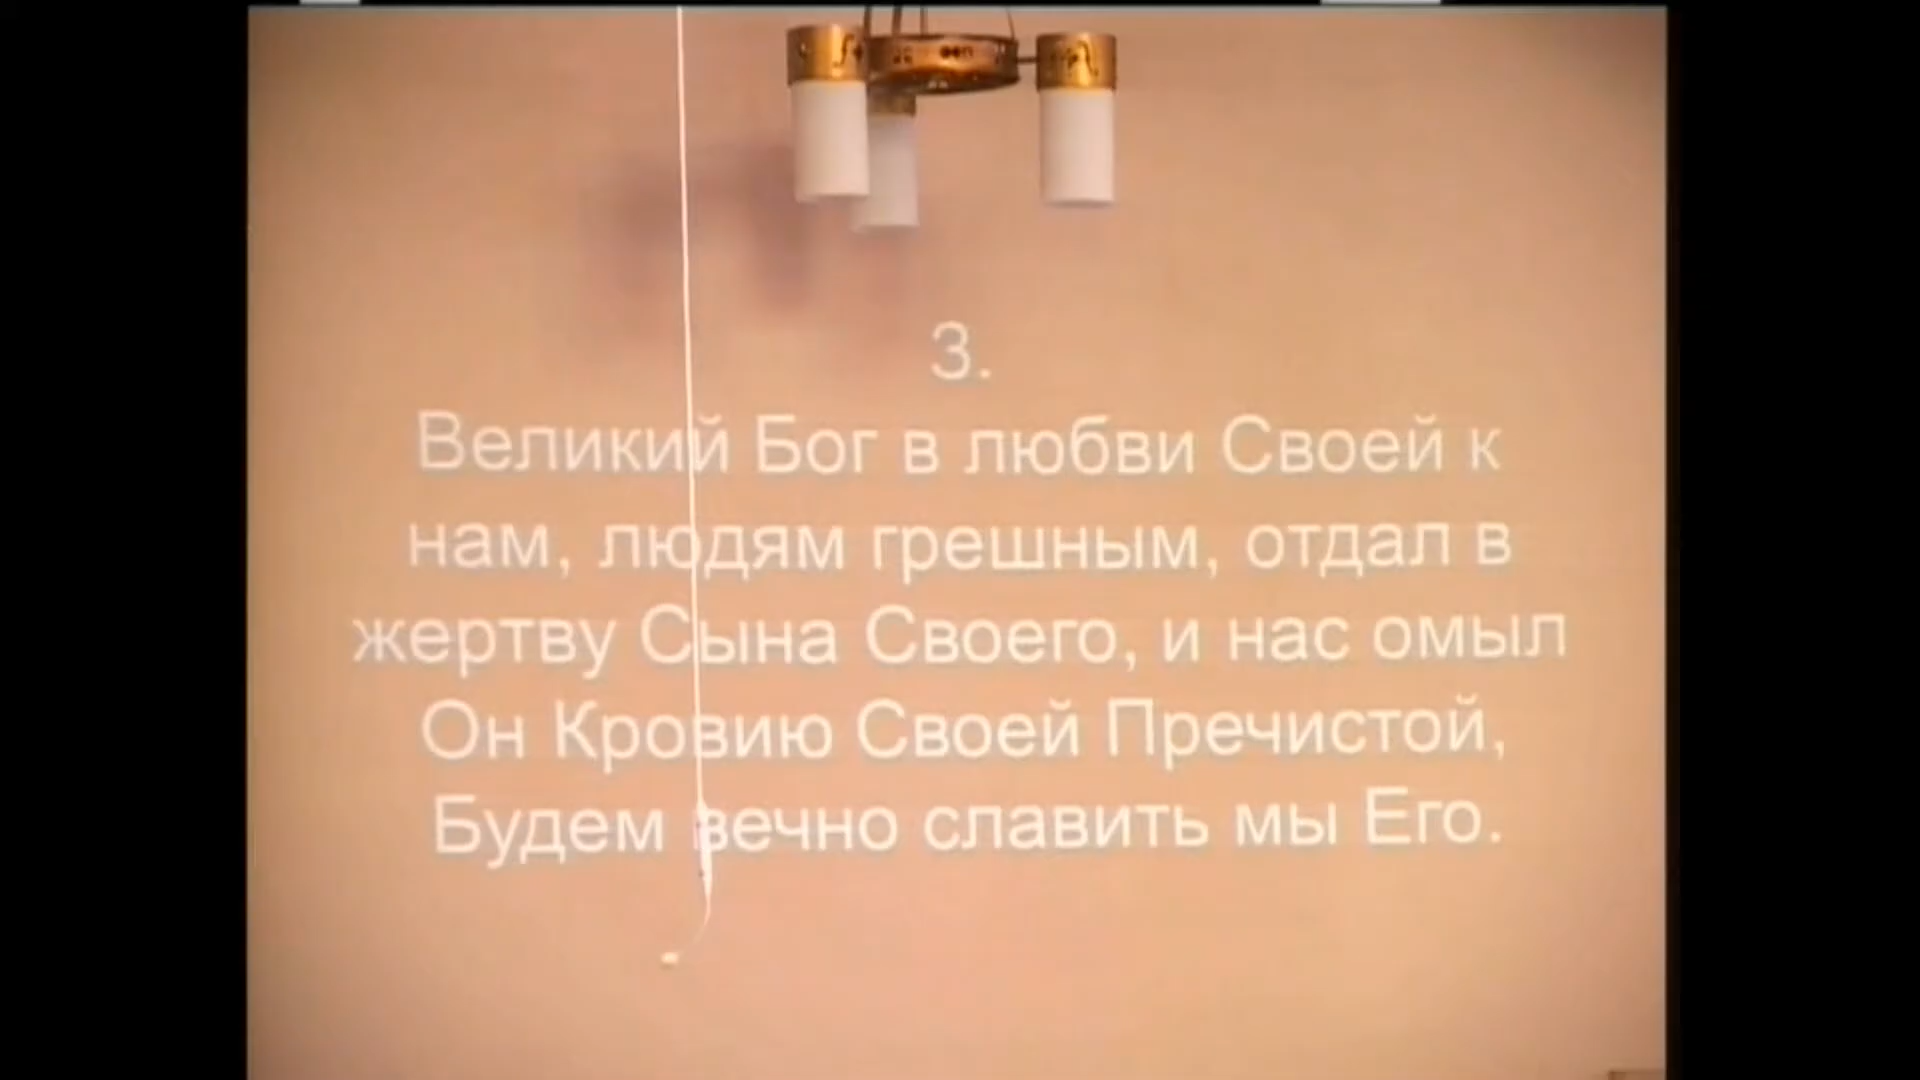 3.
Великий Бог в любви Своей к
нам, людям грешным, отдал в
жертву Сына Своего, и нас омыл
Он Кровию Своей Пречистой,
Будем вечно славить мы Его.